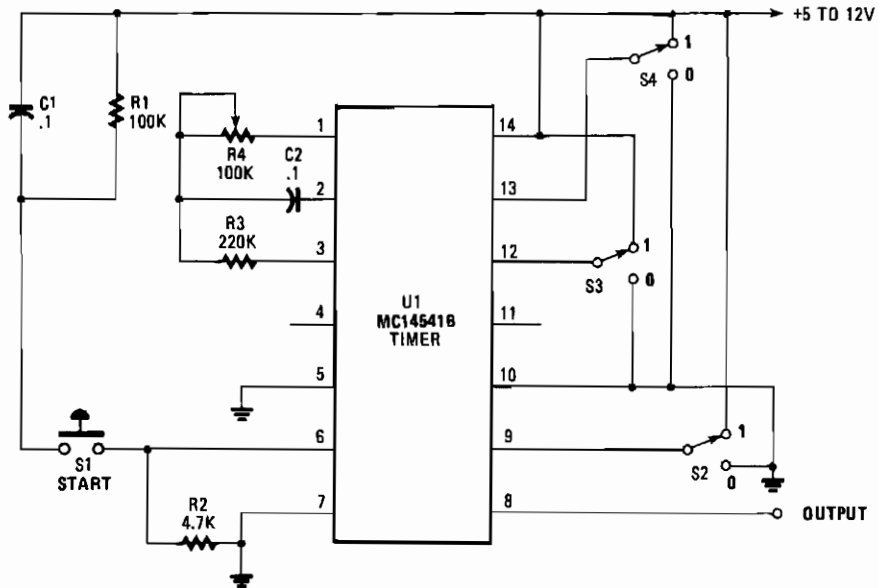 +5 TO 12V
C1
.1
R1
100K
R4
100K
C2
.1
R3
220K
1
2
3
4
5
6
7
U1
MC14541B
TIMER
14
13
12
11
10
9
8
S4
1
0
S3
1
0
S2
1
0
S1
START
R2
4.7K
OUTPUT